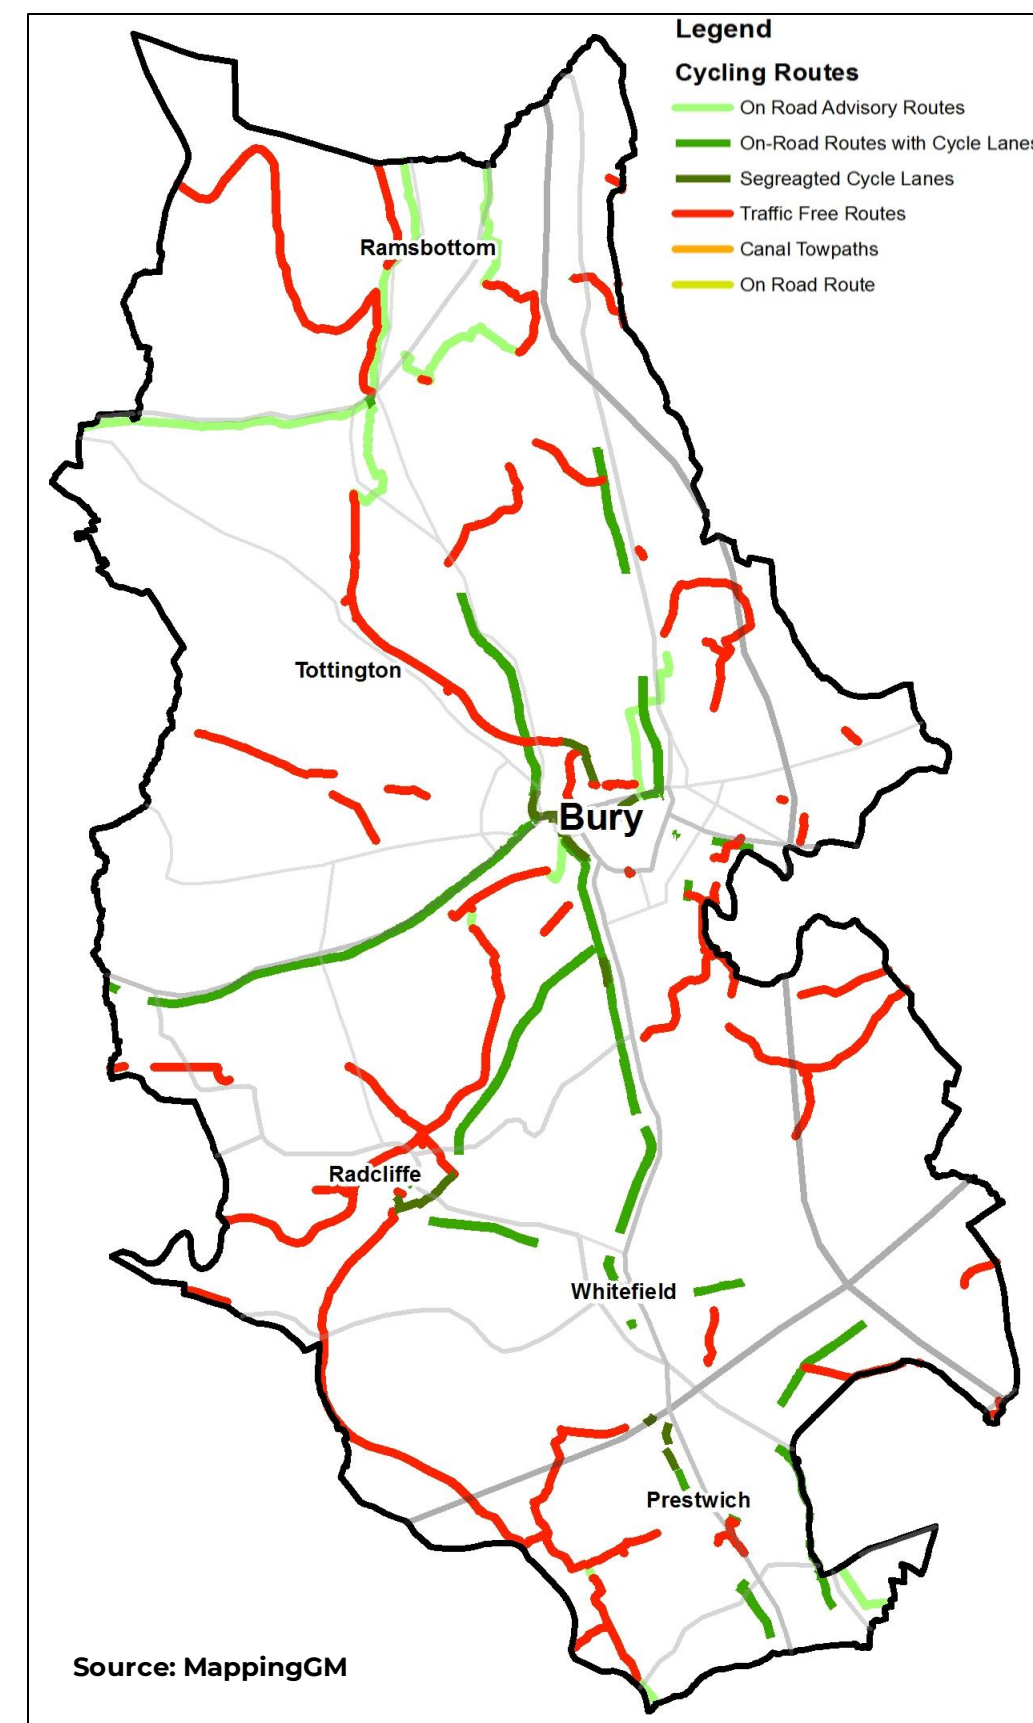 Legend
Cycling Routes
On Road Advisory Routes
On-Road Routes with Cycle Lanes
Segreagted Cycle Lanes
Traffic Free Routes
Canal Towpaths
On Road Route
Ramsbottom
Tottington
Bury
Radcliffe
Whitefield
Prestwich
Source: MappingGM